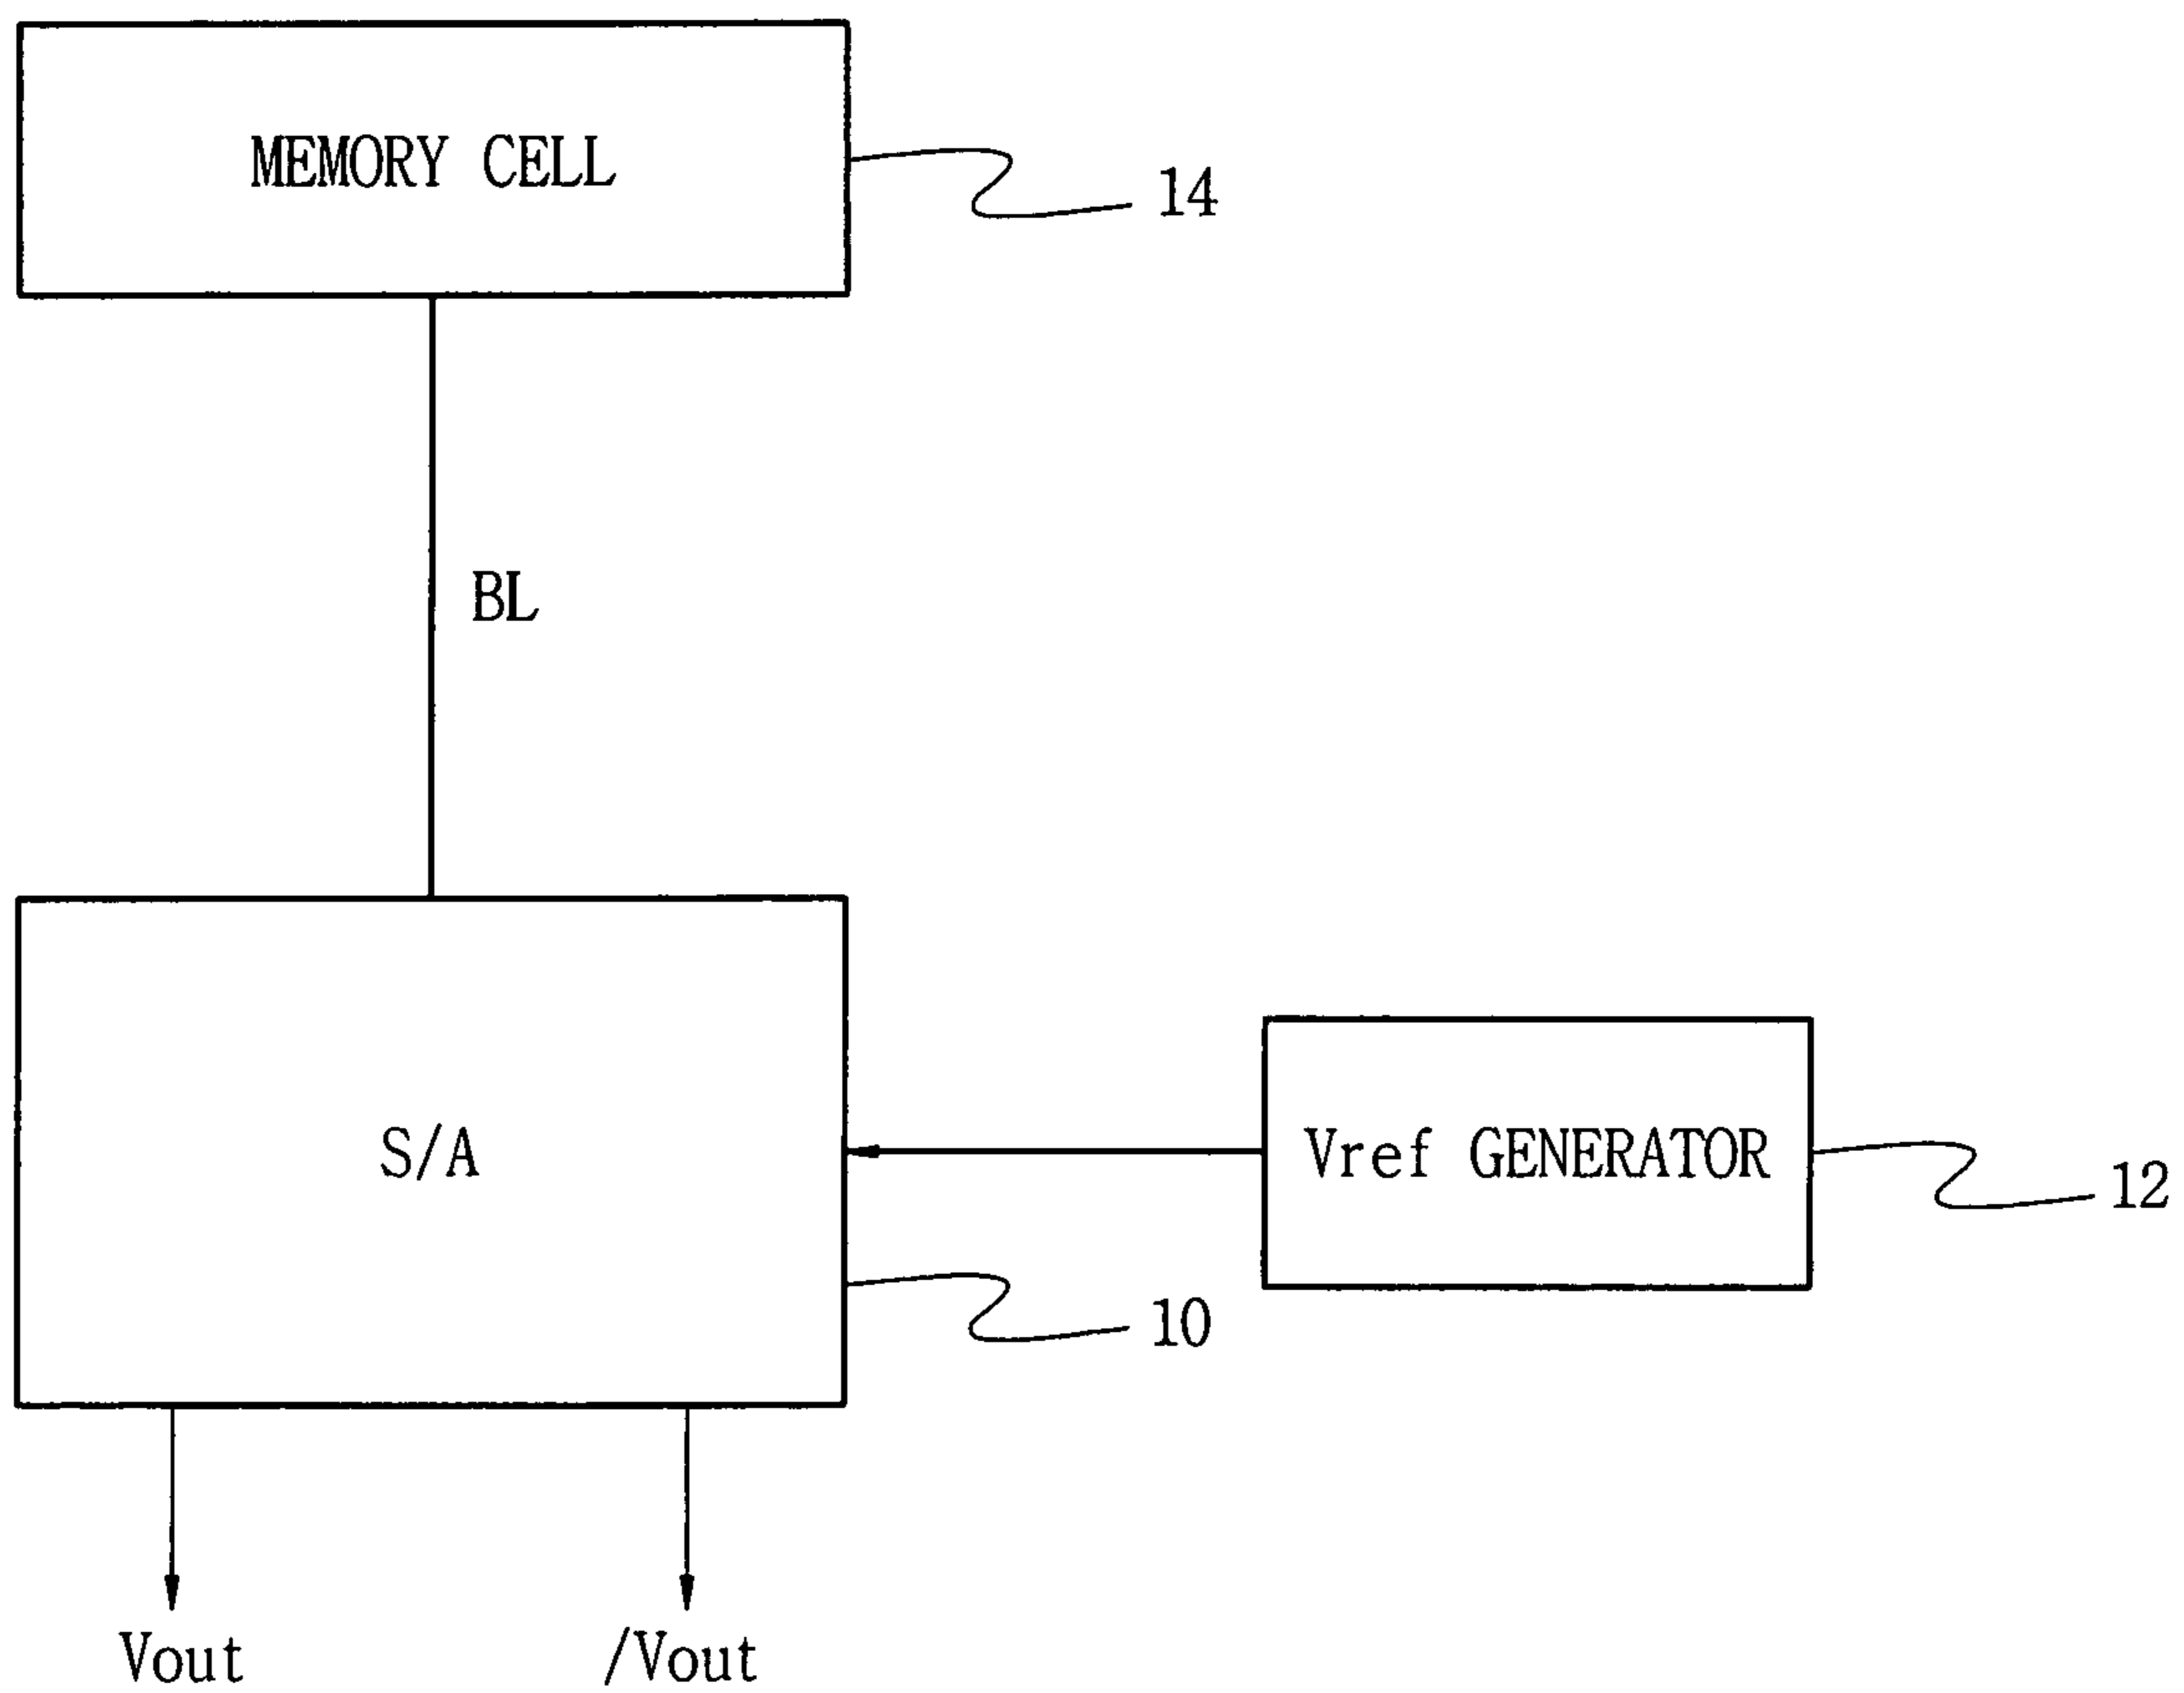 MEMORY CELL
14
BL
S/A
Vref GENERATOR
12
10
Vout
/Vout